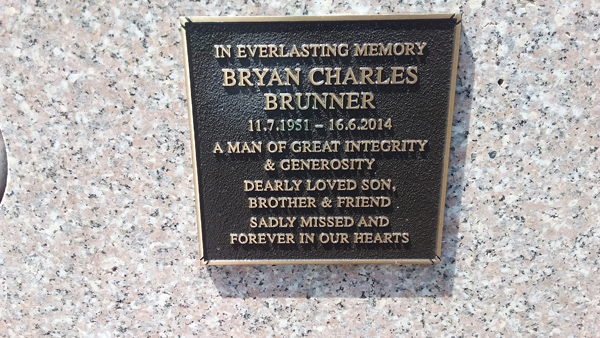 IN EVERLASTING MEMORY
BRYAN CHARLES
BRUNNER
11.7.1951 – 16.6.2014
A MAN OF GREAT INTEGRITY
& GENEROSITY
DEARLY LOVED SON,
BROTHER & FRIEND
SADLY MISSED AND
FOREVER IN OUR HEARTS